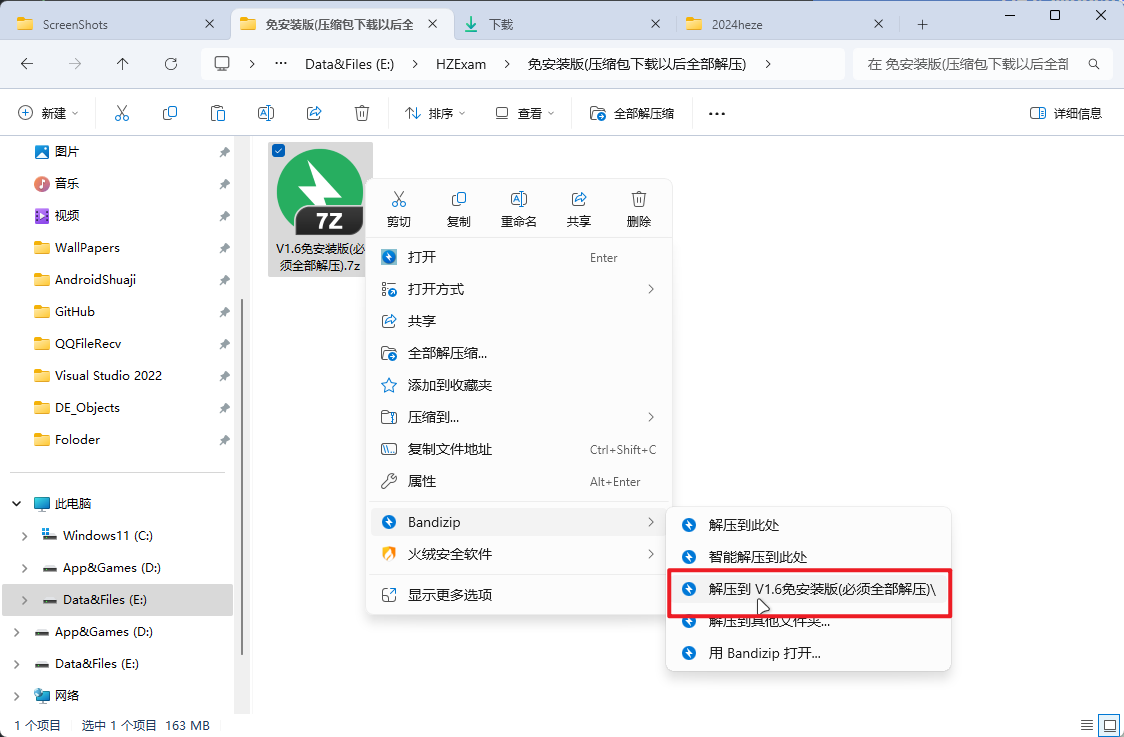 ScreenShots
免安装版(压缩包下载以后全
下载
2024heze
Data&Files (E:)
HZExam
免安装版(压缩包下载以后全部解压)
在 免安装版(压缩包下载以后全部
新建
排序
查看
全部解压缩
详细信息
图片
音乐
视频
WallPapers
AndroidShuaji
GitHub
QQFileRecv
Visual Studio 2022
DE_Objects
Foloder
此电脑
Windows11 (C:)
App&Games (D:)
Data&Files (E:)
App&Games (D:)
Data&Files (E:)
网络
7Z
V1.6免安装版(必
须全部解压).7z
剪切
复制
重命名
共享
删除
打开 Enter
打开方式
共享
全部解压缩...
添加到收藏夹
压缩到...
复制文件地址 Ctrl+Shift+C
属性 Alt+Enter
Bandizip
火绒安全软件
显示更多选项
解压到此处
智能解压到此处
解压到 V1.6免安装版(必须全部解压)\
解压到其他文件夹...
用 Bandizip 打开...
1 个项目 选中 1 个项目 163 MB